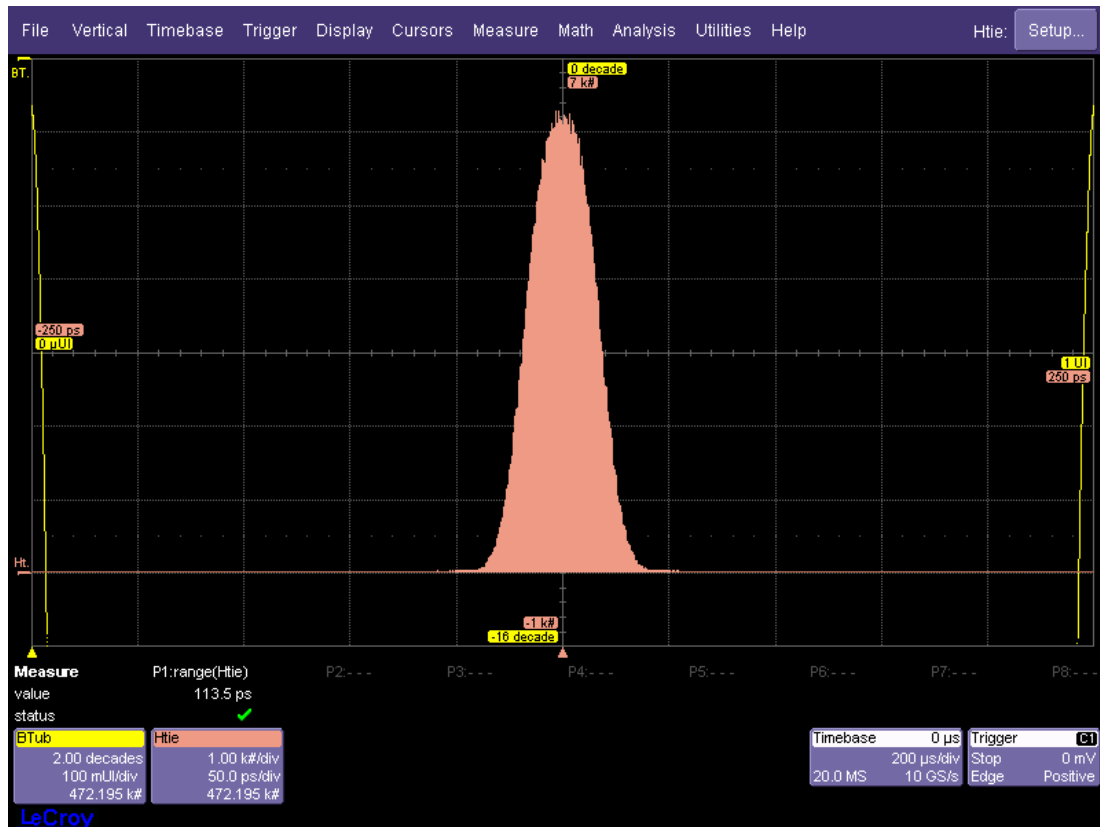 File Vertical Timebase Trigger Display Cursors Measure Math Analysis Utilities Help Htie: Setup...
BT.
0 decade
7 k#
-250 ps
0 µUI
1 UI
250 ps
Ht.
-1 k#
-16 decade
Measure P1:range(Htie) P2:- - - P3:- - - P4:- - - P5:- - - P6:- - - P7:- - - P8:- - -
value 113.5 ps
status
BTub Htie Timebase 0 µs Trigger C1
2.00 decades 1.00 k#/div 200 µs/div Stop 0 mV
100 mUI/div 50.0 ps/div 20.0 MS 10 GS/s Edge Positive
472.195 k# 472.195 k#
LeCroy